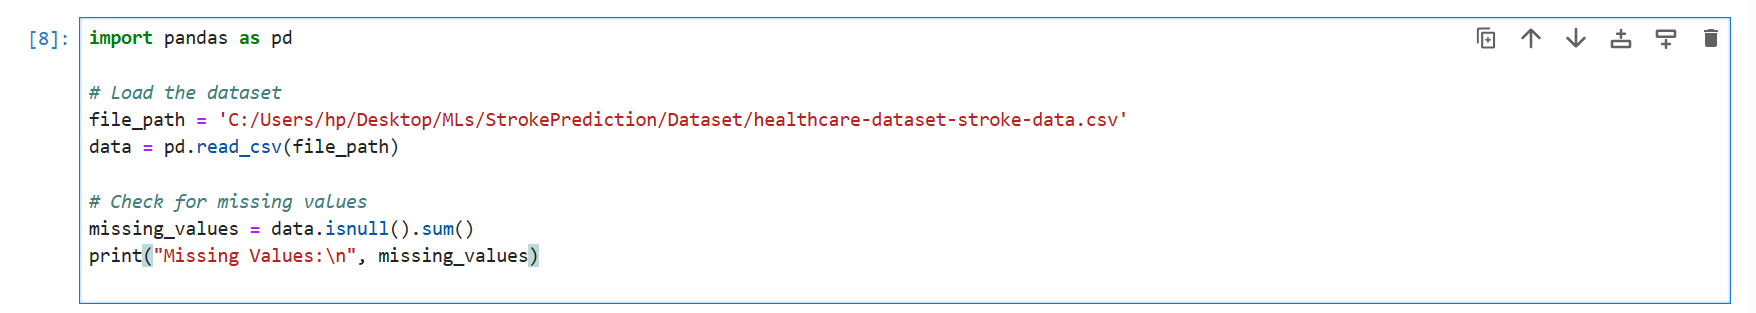 [8]: import pandas as pd
# Load the dataset
file_path = 'C:/Users/hp/Desktop/MLs/StrokePrediction/Dataset/healthcare-dataset-stroke-data.csv'
data = pd.read_csv(file_path)
# Check for missing values
missing_values = data.isnull().sum()
print("Missing Values:\n", missing_values)